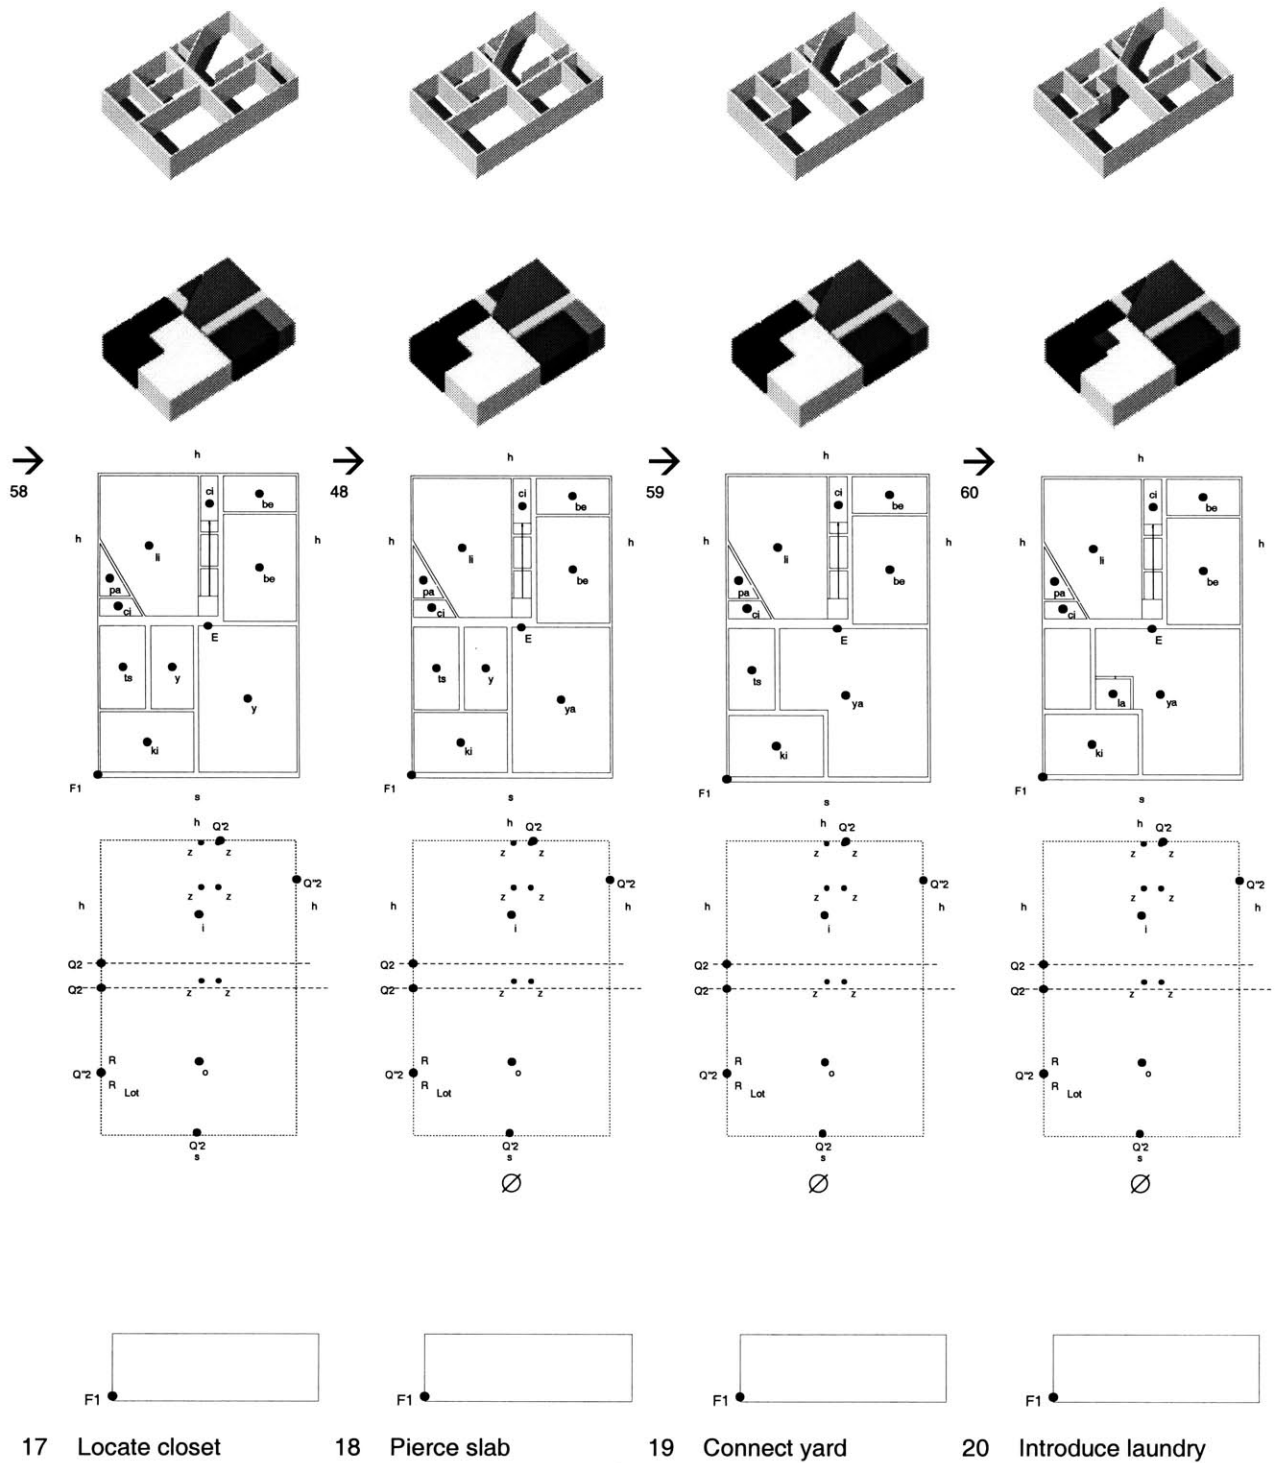 h h h h
58 48 59 60
ci be ci be ci be ci be
h li h h li h h li h h li h
be be be be
pa pa pa pa
ci ci ci ci
E E E E
ts y ts y ts
y ya ya la ya
ki ki ki ki
F1 F1 F1 F1
s s s s
h Q'2 h Q'2 h Q'2 h Q'2
z z z z z z z z
Q"2 Q"2 Q"2 Q"2
z z z z z z z z
h h h h h h h h
i i i i
Q2 Q2 Q2 Q2
Q2 Q2 Q2 Q2
z z z z z z z z
R R R R
Q"2 o Q"2 o Q"2 o Q"2 o
R R R R
Lot Lot Lot Lot
Q'2 Q'2 Q'2 Q'2
s s s s
∅ ∅ ∅
F1 F1 F1 F1
17 Locate closet 18 Pierce slab 19 Connect yard 20 Introduce laundry